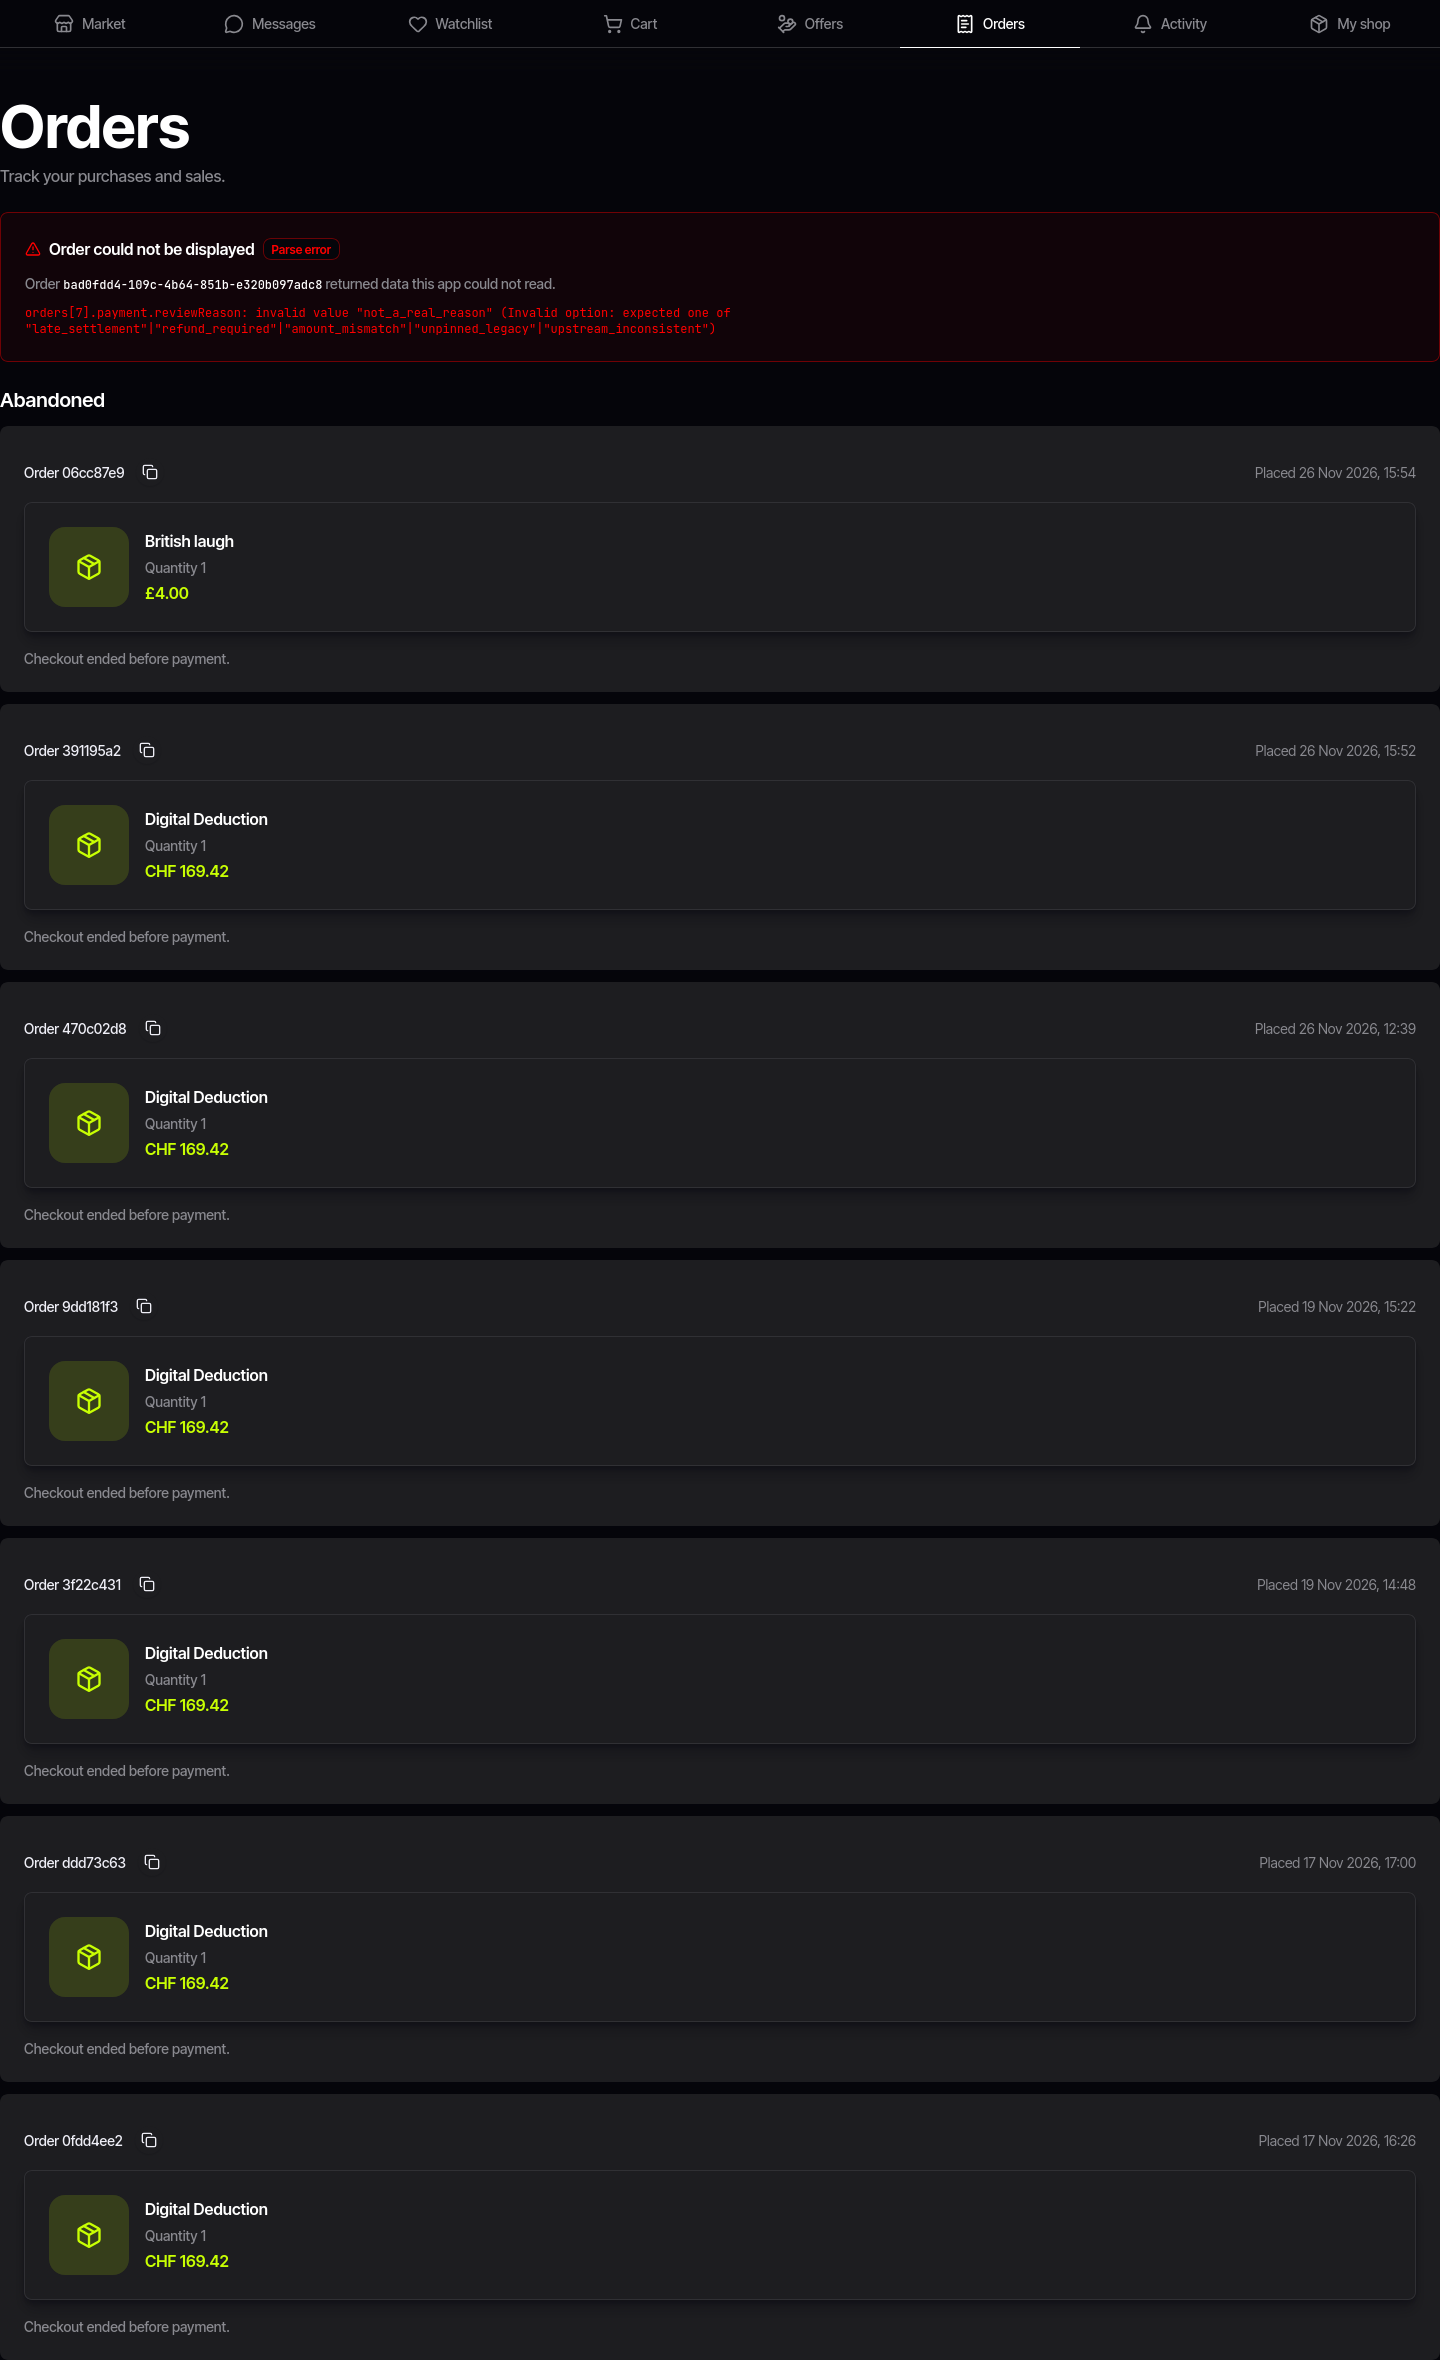 Market
Messages
Watchlist
Cart
Offers
Orders
Activity
My shop
Orders
Track your purchases and sales.
Order could not be displayed
Parse error
Order bad0fdd4-109c-4b64-851b-e320b097adc8 returned data this app could not read.
orders[7].payment.reviewReason: invalid value "not_a_real_reason" (Invalid option: expected one of
"late_settlement"|"refund_required"|"amount_mismatch"|"unpinned_legacy"|"upstream_inconsistent")
Abandoned
Order 06cc87e9
Placed 26 Nov 2026, 15:54
British laugh
Quantity 1
£4.00
Checkout ended before payment.
Order 391195a2
Placed 26 Nov 2026, 15:52
Digital Deduction
Quantity 1
CHF 169.42
Checkout ended before payment.
Order 470c02d8
Placed 26 Nov 2026, 12:39
Digital Deduction
Quantity 1
CHF 169.42
Checkout ended before payment.
Order 9dd181f3
Placed 19 Nov 2026, 15:22
Digital Deduction
Quantity 1
CHF 169.42
Checkout ended before payment.
Order 3f22c431
Placed 19 Nov 2026, 14:48
Digital Deduction
Quantity 1
CHF 169.42
Checkout ended before payment.
Order ddd73c63
Placed 17 Nov 2026, 17:00
Digital Deduction
Quantity 1
CHF 169.42
Checkout ended before payment.
Order 0fdd4ee2
Placed 17 Nov 2026, 16:26
Digital Deduction
Quantity 1
CHF 169.42
Checkout ended before payment.